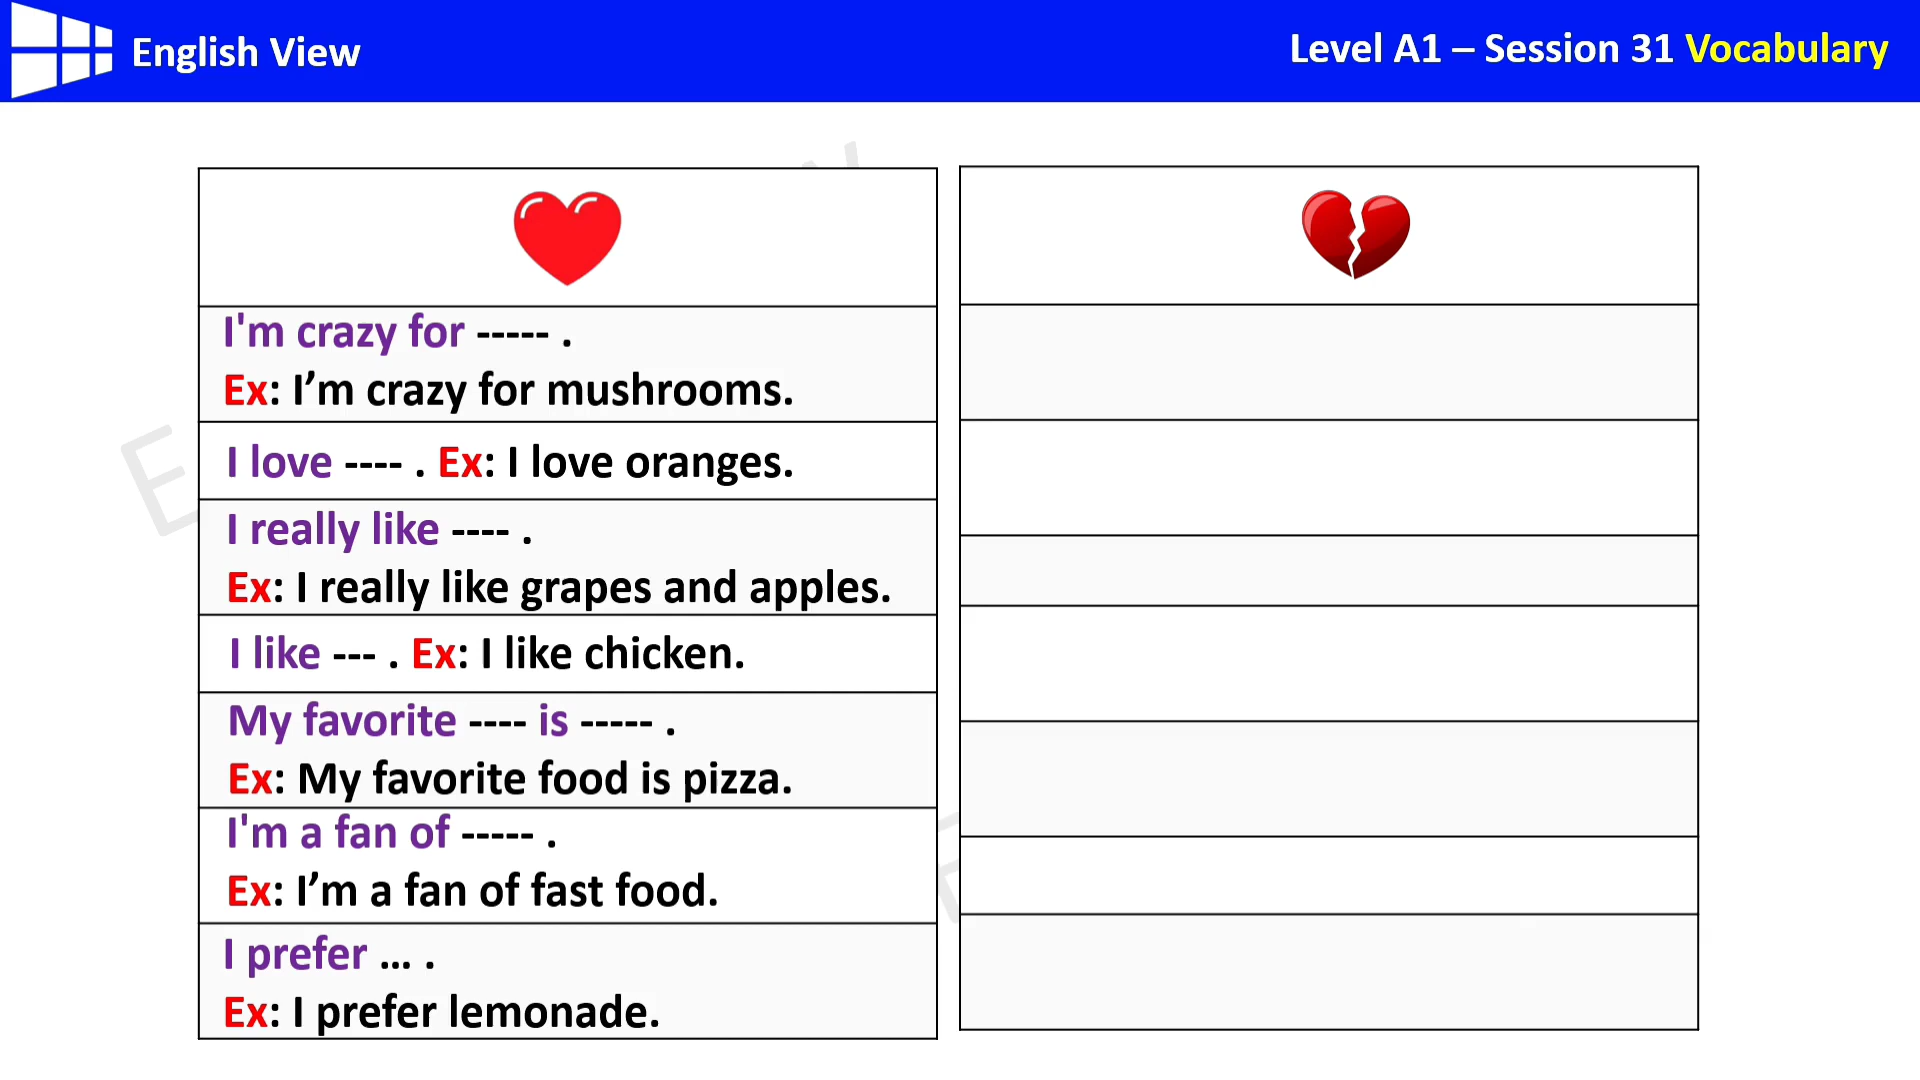 English View
Level A1 – Session 31 Vocabulary
I'm crazy for ----- .
Ex: I’m crazy for mushrooms.
I love ---- . Ex: I love oranges.
I really like ---- .
Ex: I really like grapes and apples.
I like --- . Ex: I like chicken.
My favorite ---- is ----- .
Ex: My favorite food is pizza.
I'm a fan of ----- .
Ex: I’m a fan of fast food.
I prefer ... .
Ex: I prefer lemonade.